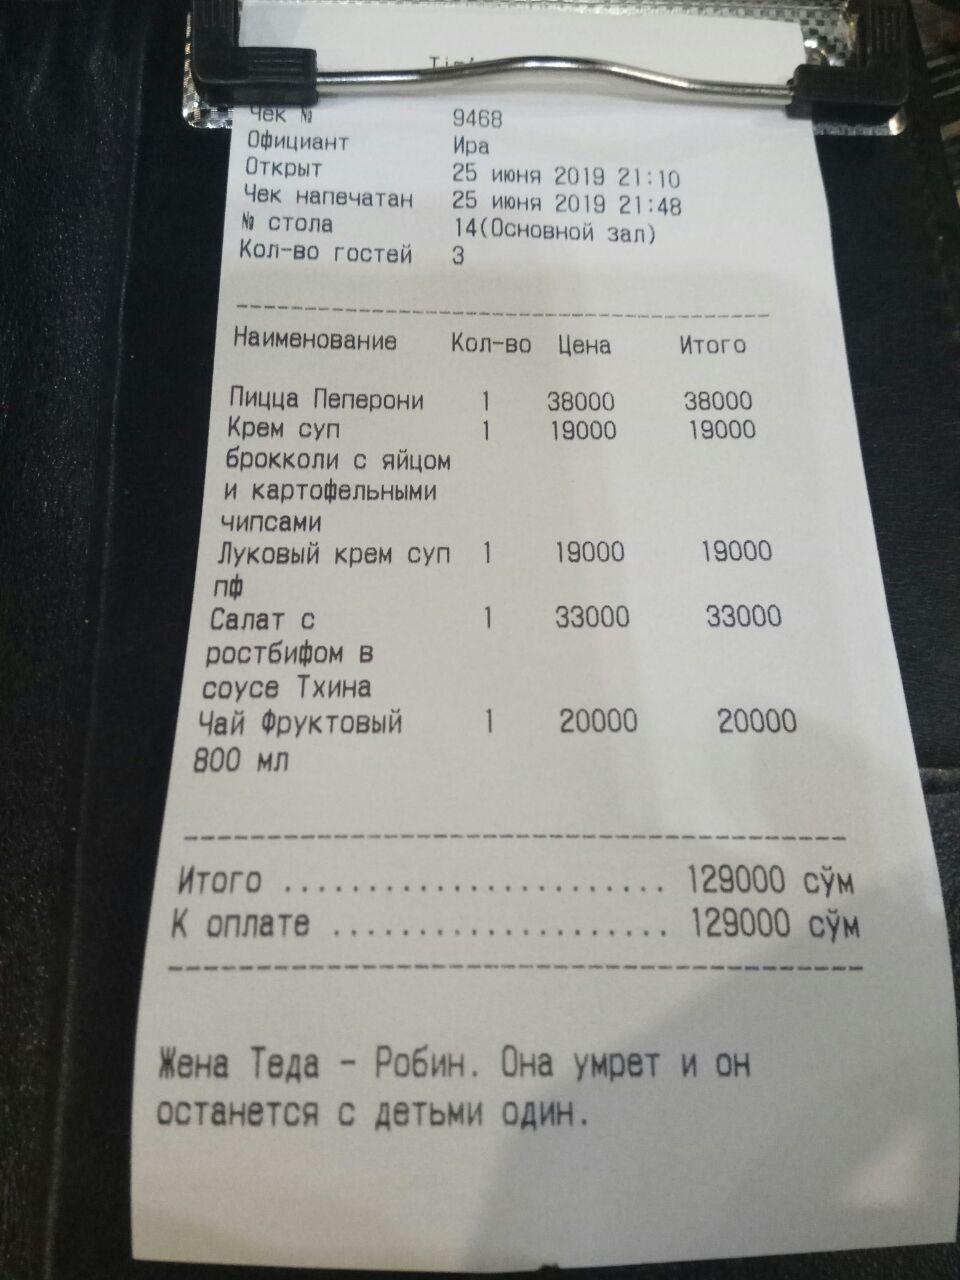 Чек № 9468
Официант Ира
Открыт 25 июня 2019 21:10
Чек напечатан 25 июня 2019 21:48
№ стола 14(Основной зал)
Кол-во гостей 3
Наименование Кол-во Цена Итого
Пицца Пеперони 1 38000 38000
Крем суп 1 19000 19000
брокколи с яйцом
и картофельными
чипсами
Луковый крем суп 1 19000 19000
пф
Салат с 1 33000 33000
ростбифом в
соусе Тхина
Чай Фруктовый 1 20000 20000
800 мл
Итого ....................... 129000 сўм
К оплате ..................... 129000 сўм
Жена Теда - Робин. Она умрет и он
останется с детьми один.